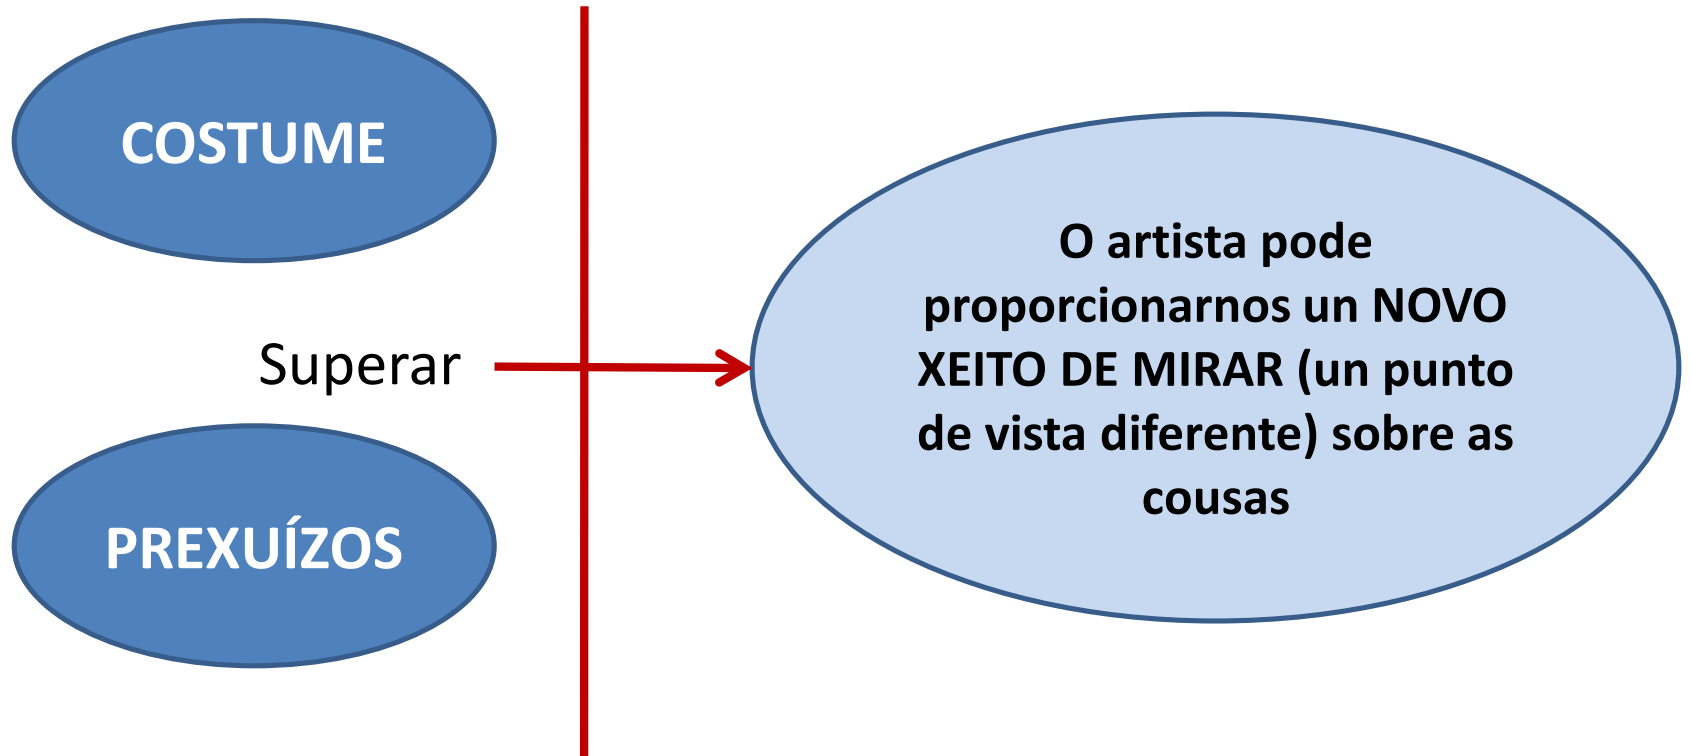 COSTUME
Superar
PREXUÍZOS
O artista pode
proporcionarnos un NOVO
XEITO DE MIRAR (un punto
de vista diferente) sobre as
cousas